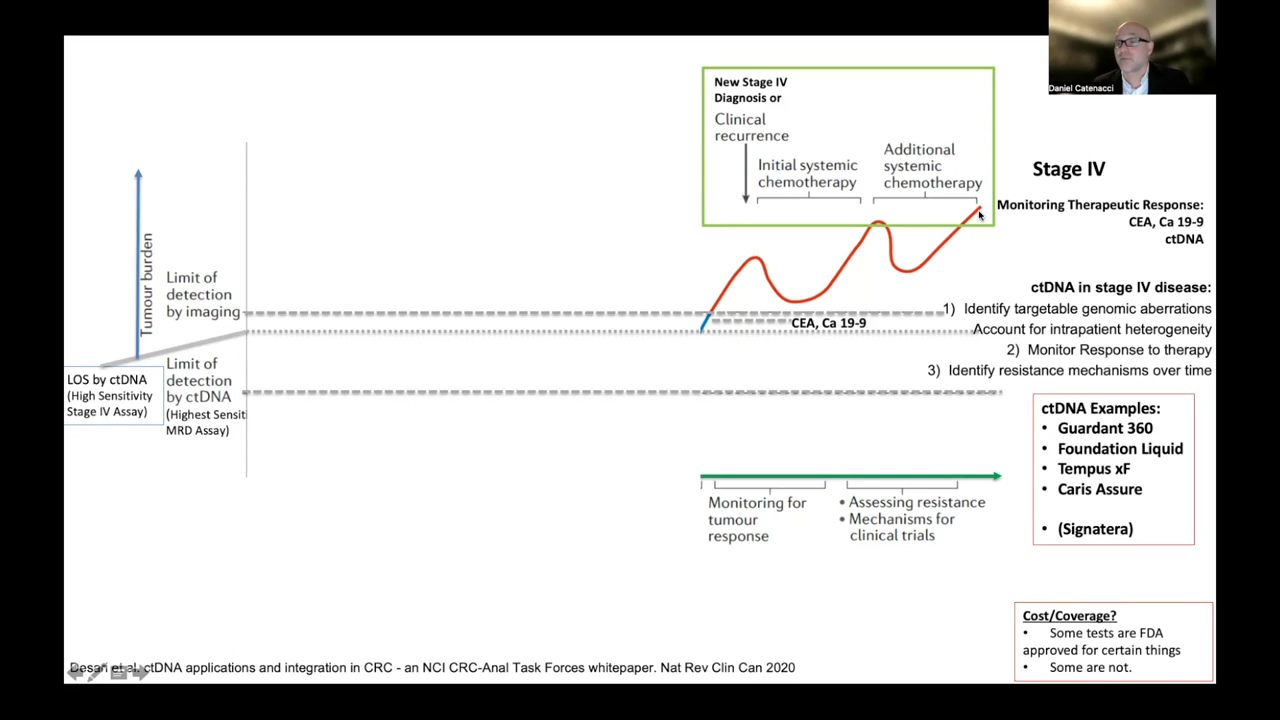 Daniel Catenacci
New Stage IV
Diagnosis or
Clinical
recurrence
Initial systemic
chemotherapy
Additional
systemic
chemotherapy
Stage IV
Monitoring Therapeutic Response:
CEA, Ca 19-9
ctDNA
Tumour burden
Limit of
detection
by imaging
CEA, Ca 19-9
ctDNA in stage IV disease:
1) Identify targetable genomic aberrations
Account for intrapatient heterogeneity
2) Monitor Response to therapy
3) Identify resistance mechanisms over time
LOS by ctDNA
(High Sensitivity
Stage IV Assay)
Limit of
detection
by ctDNA
(Highest Sensit
MRD Assay)
ctDNA Examples:
• Guardant 360
• Foundation Liquid
• Tempus xF
• Caris Assure
• (Signatera)
Monitoring for
tumour
response
• Assessing resistance
• Mechanisms for
clinical trials
Cost/Coverage?
• Some tests are FDA
approved for certain things
• Some are not.
Desari et al. ctDNA applications and integration in CRC - an NCI CRC-Anal Task Forces whitepaper. Nat Rev Clin Can 2020